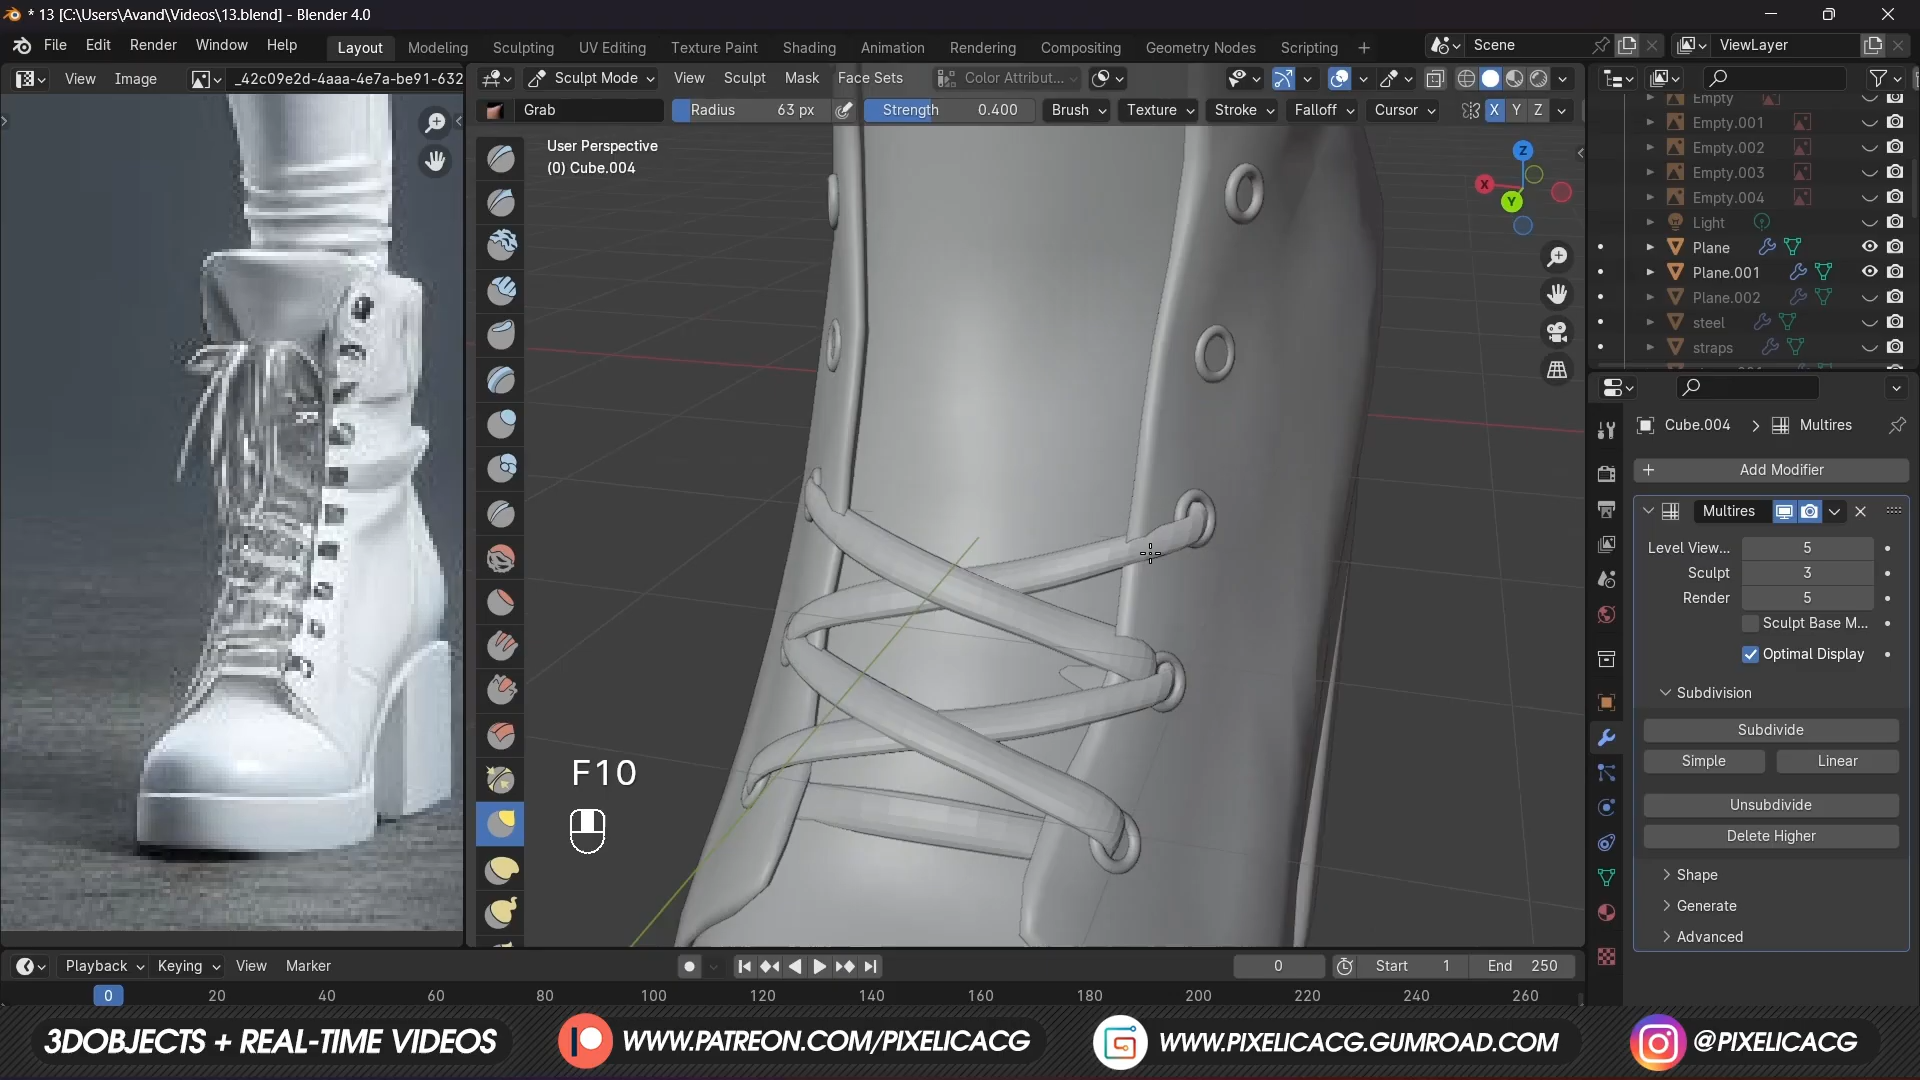 * 13 [C:\Users\Avand\Videos\13.blend] - Blender 4.0
File Edit Render Window Help
Layout Modeling Sculpting UV Editing Texture Paint Shading Animation Rendering Compositing Geometry Nodes Scripting +
Scene
ViewLayer
View Image
_42c09e2d-4aaa-4e7a-be91-632
Sculpt Mode View Sculpt Mask Face Sets
Color Attribut...
Grab
Radius 63 px
Strength 0.400
Brush Texture Stroke Falloff Cursor
X Y Z
User Perspective
(0) Cube.004
Z
X
Y
F10
Empty
Empty.001
Empty.002
Empty.003
Empty.004
Light
Plane
Plane.001
Plane.002
steel
straps
Cube.004 > Multires
+ Add Modifier
Multires
Level View... 5
Sculpt 3
Render 5
Sculpt Base M...
Optimal Display
Subdivision
Subdivide
Simple Linear
Unsubdivide
Delete Higher
Shape
Generate
Advanced
Playback Keying View Marker
0
Start 1
End 250
0 20 40 60 80 100 120 140 160 180 200 220 240 260
3DOBJECTS + REAL-TIME VIDEOS
WWW.PATREON.COM/PIXELICACG
WWW.PIXELICACG.GUMROAD.COM
@PIXELICACG